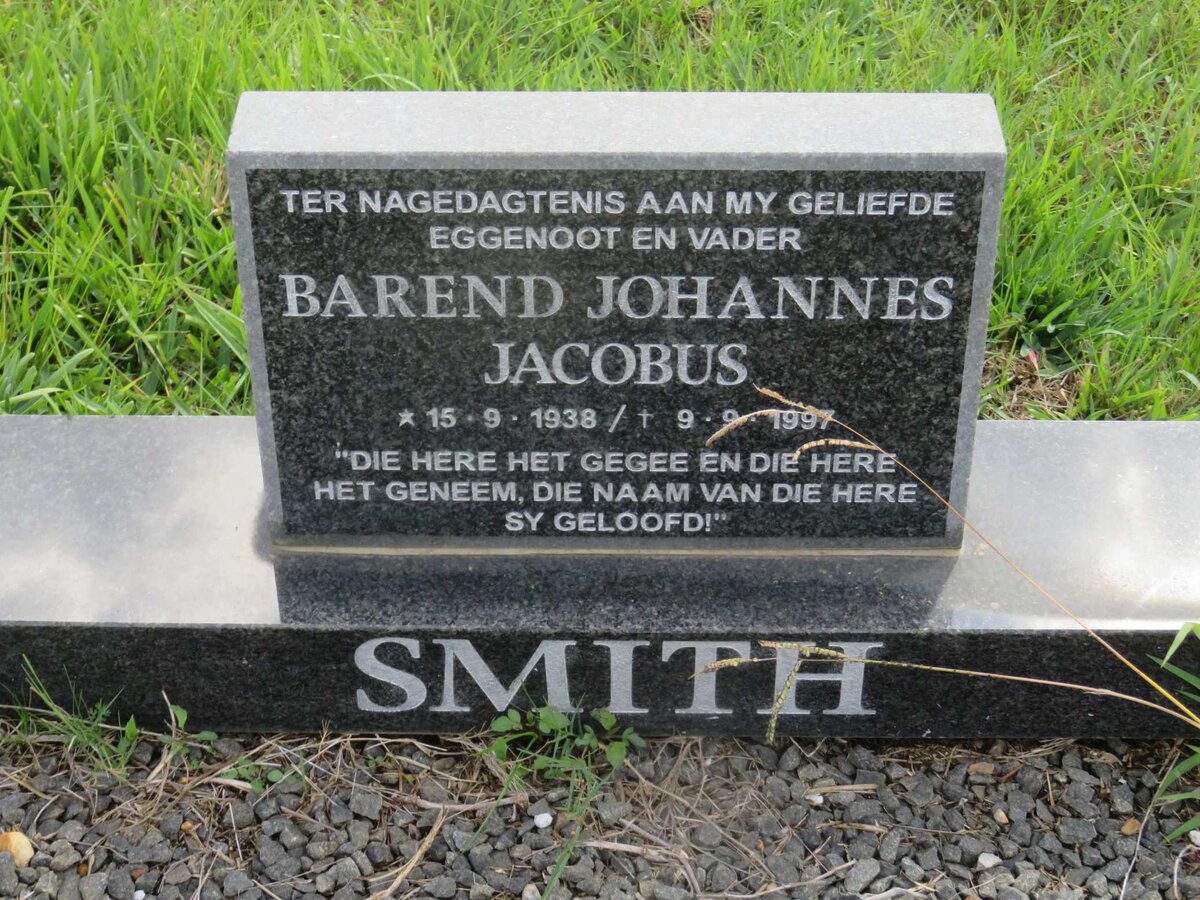 TER NAGEDAGTENIS AAN MY GELIEFDE
EGGENOOT EN VADER
BAREND JOHANNES
JACOBUS
★ 15 · 9 · 1938 / † 9 · 9 · 1997
"DIE HERE HET GEGEE EN DIE HERE
HET GENEEM, DIE NAAM VAN DIE HERE
SY GELOOFD!"
SMITH